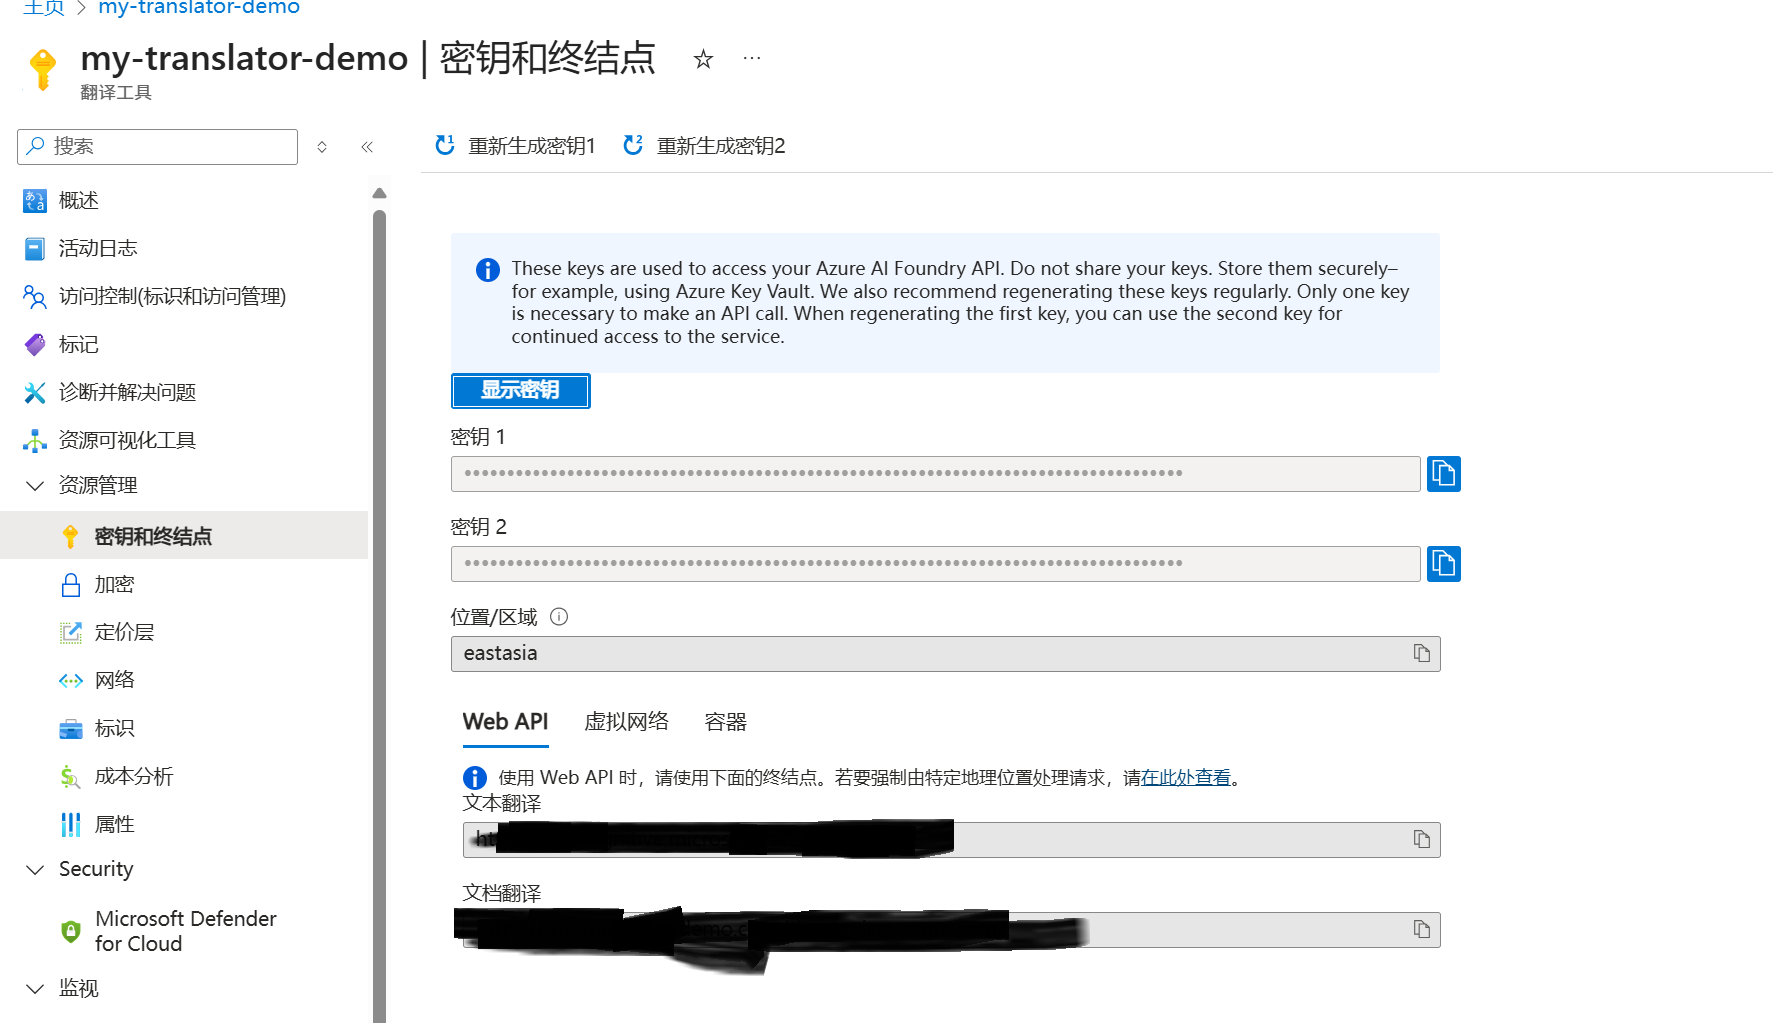 主页 > my-translator-demo
my-translator-demo | 密钥和终结点
翻译工具
搜索
概述
活动日志
访问控制(标识和访问管理)
标记
诊断并解决问题
资源可视化工具
资源管理
密钥和终结点
加密
定价层
网络
标识
成本分析
属性
Security
Microsoft Defender
for Cloud
监视
重新生成密钥1
重新生成密钥2
These keys are used to access your Azure AI Foundry API. Do not share your keys. Store them securely–
for example, using Azure Key Vault. We also recommend regenerating these keys regularly. Only one key
is necessary to make an API call. When regenerating the first key, you can use the second key for
continued access to the service.
显示密钥
密钥 1
密钥 2
位置/区域
eastasia
Web API 虚拟网络 容器
使用 Web API 时，请使用下面的终结点。若要强制由特定地理位置处理请求，请在此处查看。
文本翻译
文档翻译